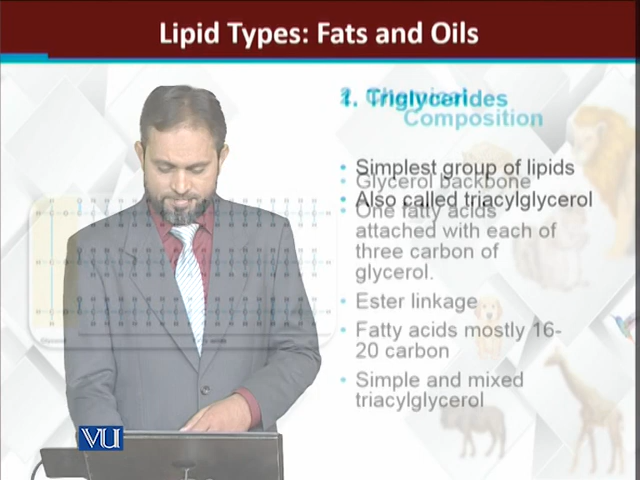 Lipid Types: Fats and Oils
1. Triglycerides
Composition
• Simplest group of lipids
• Glycerol backbone
• Also called triacylglycerol
• One fatty acids
attached with each of
three carbon of
glycerol.
• Ester linkage
• Fatty acids mostly 16-
20 carbon
• Simple and mixed
triacylglycerol
VU